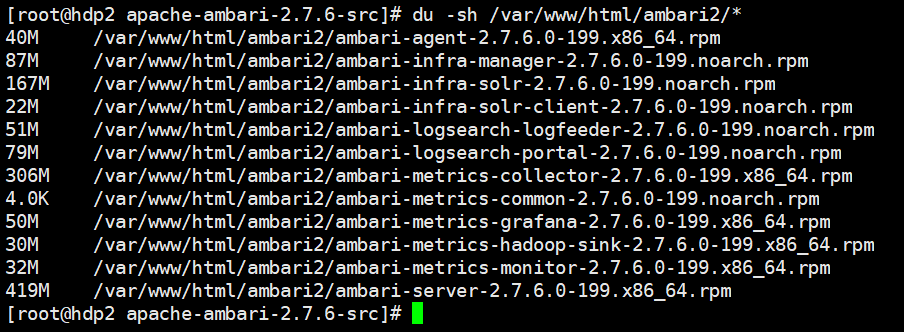 [root@hdp2 apache-ambari-2.7.6-src]# du -sh /var/www/html/ambari2/*
40M     /var/www/html/ambari2/ambari-agent-2.7.6.0-199.x86_64.rpm
87M     /var/www/html/ambari2/ambari-infra-manager-2.7.6.0-199.noarch.rpm
167M    /var/www/html/ambari2/ambari-infra-solr-2.7.6.0-199.noarch.rpm
22M     /var/www/html/ambari2/ambari-infra-solr-client-2.7.6.0-199.noarch.rpm
51M     /var/www/html/ambari2/ambari-logsearch-logfeeder-2.7.6.0-199.noarch.rpm
79M     /var/www/html/ambari2/ambari-logsearch-portal-2.7.6.0-199.noarch.rpm
306M    /var/www/html/ambari2/ambari-metrics-collector-2.7.6.0-199.x86_64.rpm
4.0K    /var/www/html/ambari2/ambari-metrics-common-2.7.6.0-199.noarch.rpm
50M     /var/www/html/ambari2/ambari-metrics-grafana-2.7.6.0-199.x86_64.rpm
30M     /var/www/html/ambari2/ambari-metrics-hadoop-sink-2.7.6.0-199.x86_64.rpm
32M     /var/www/html/ambari2/ambari-metrics-monitor-2.7.6.0-199.x86_64.rpm
419M    /var/www/html/ambari2/ambari-server-2.7.6.0-199.x86_64.rpm
[root@hdp2 apache-ambari-2.7.6-src]#